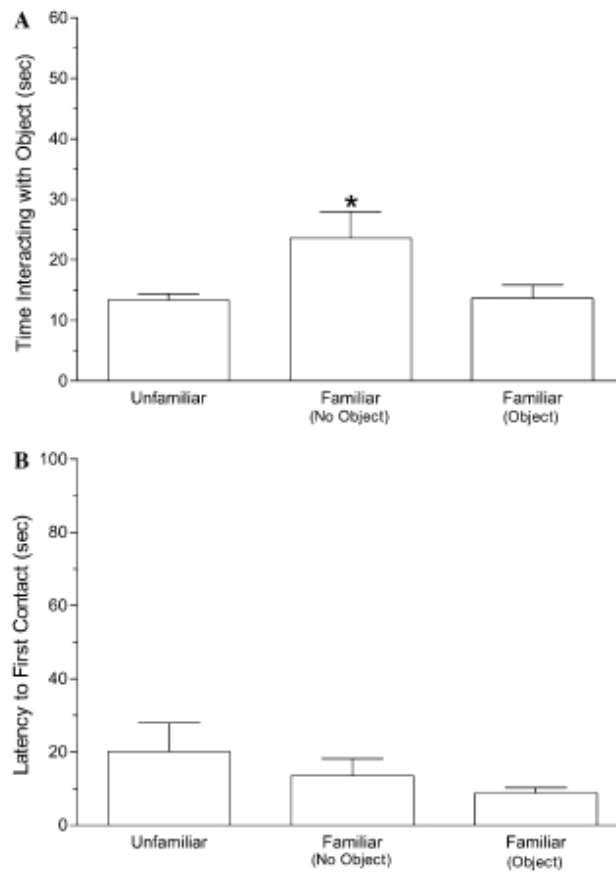 A
Time Interacting with Object (sec)
60
50
40
30
20
10
0
*
Unfamiliar
Familiar
(No Object)
Familiar
(Object)
B
Latency to First Contact (sec)
100
80
60
40
20
0
Unfamiliar
Familiar
(No Object)
Familiar
(Object)